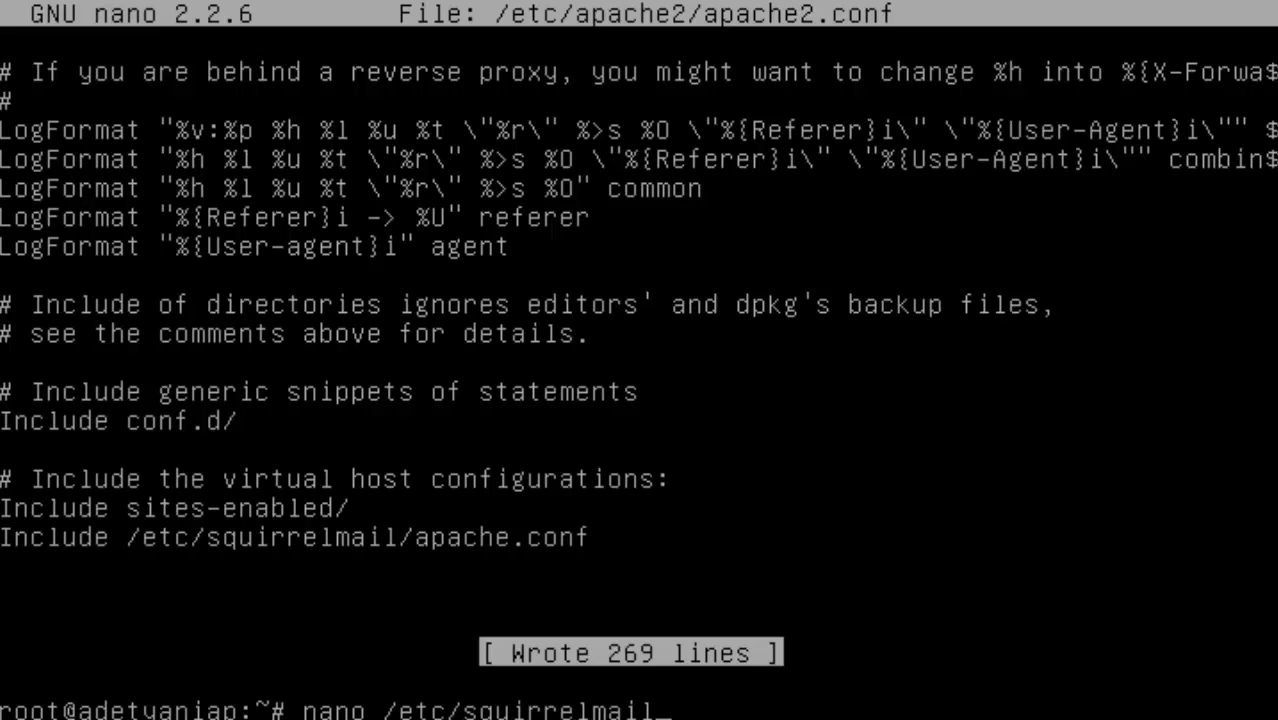 GNU nano 2.2.6 File: /etc/apache2/apache2.conf
# If you are behind a reverse proxy, you might want to change %h into %{X-Forwa$
#
LogFormat "%v:%p %h %l %u %t \"%r\" %>s %O \"%{Referer}i\" \"%{User-Agent}i\"" $
LogFormat "%h %l %u %t \"%r\" %>s %O \"%{Referer}i\" \"%{User-Agent}i\"" combin$
LogFormat "%h %l %u %t \"%r\" %>s %O" common
LogFormat "%{Referer}i -> %U" referer
LogFormat "%{User-agent}i" agent
# Include of directories ignores editors' and dpkg's backup files,
# see the comments above for details.
# Include generic snippets of statements
Include conf.d/
# Include the virtual host configurations:
Include sites-enabled/
Include /etc/squirrelmail/apache.conf
[ Wrote 269 lines ]
root@adetyaniap:~# nano /etc/squirrelmail_